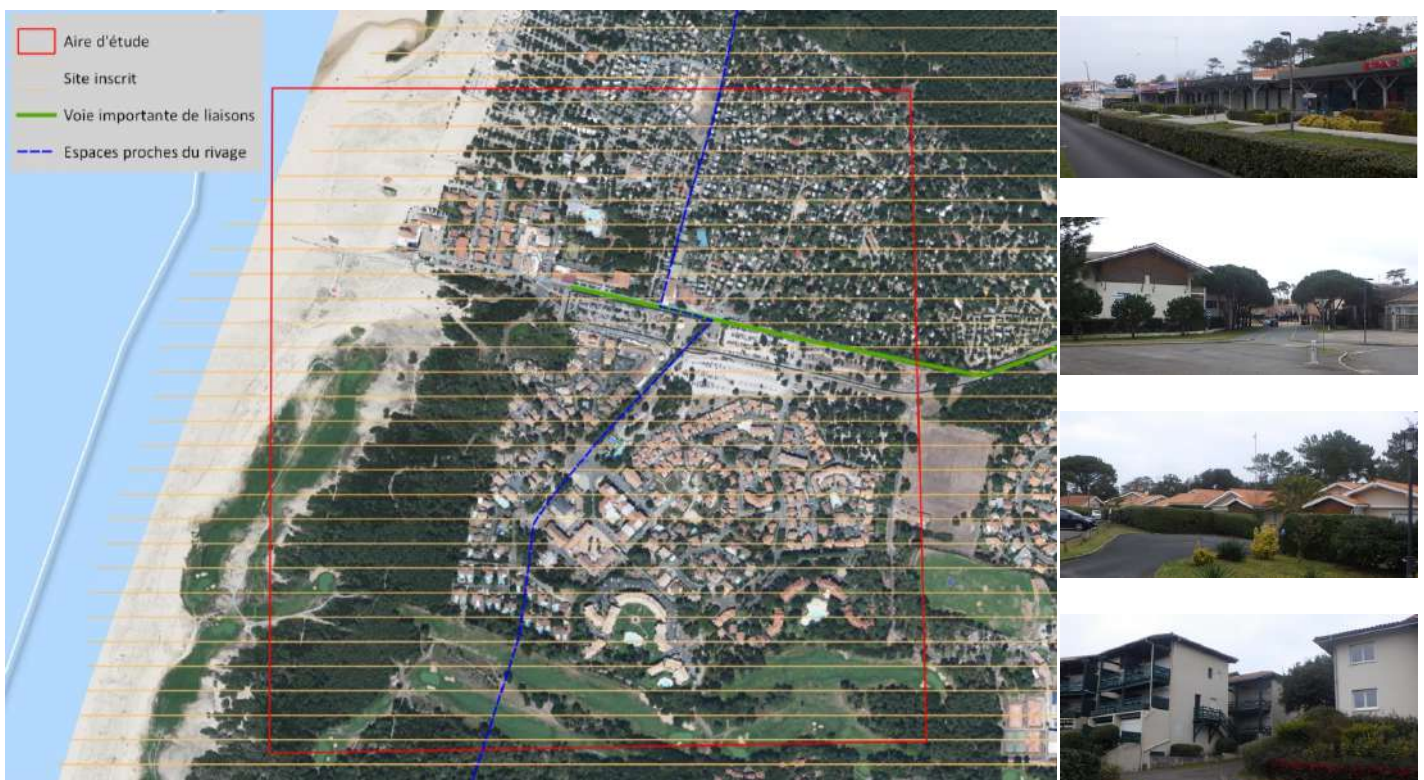 Aire d'étude
Site inscrit
Voie importante de liaisons
Espaces proches du rivage